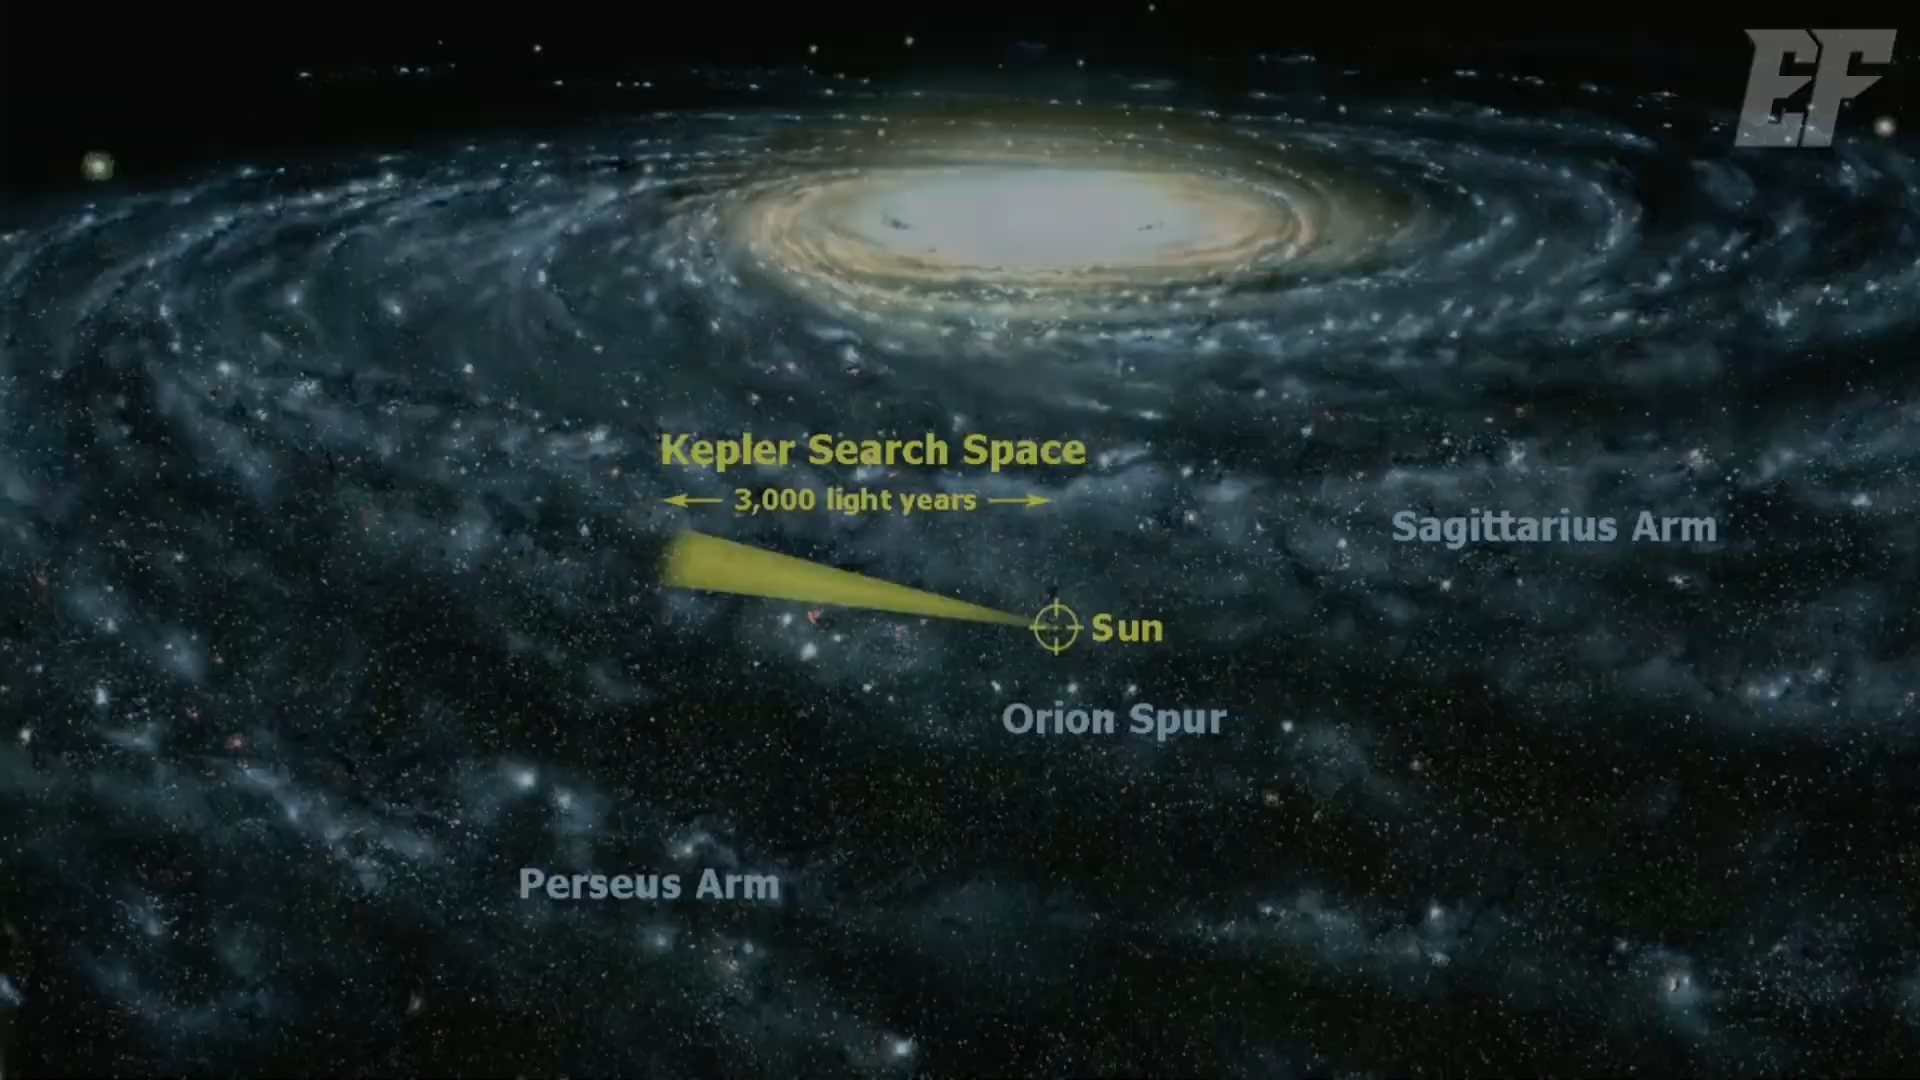 EF
Kepler Search Space
3,000 light years
Sagittarius Arm
Sun
Orion Spur
Perseus Arm